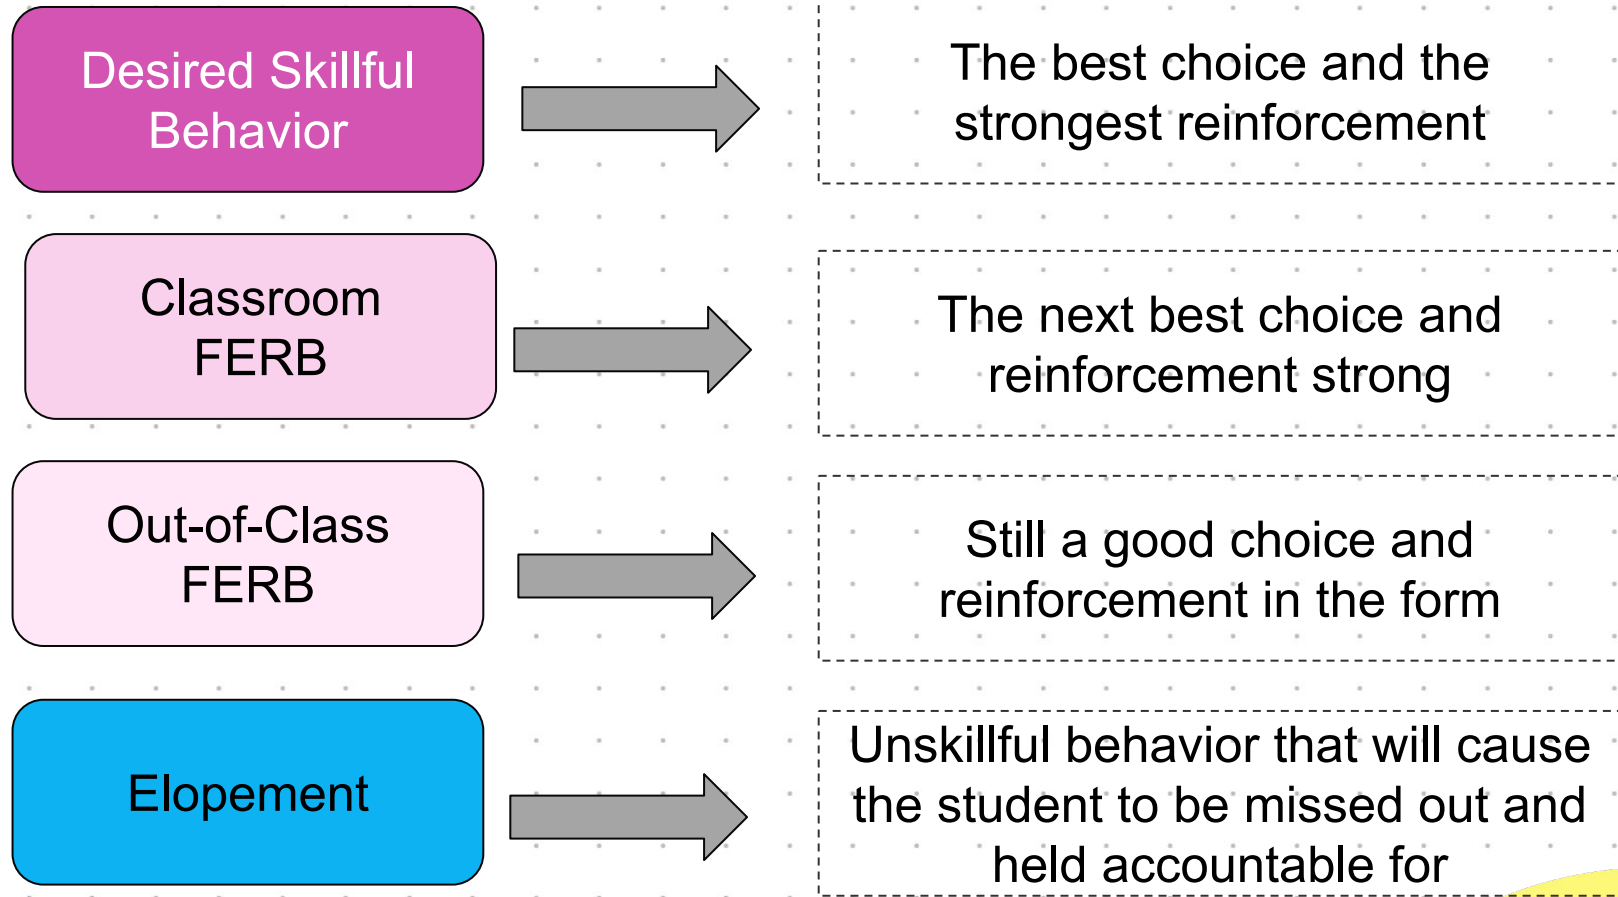 Desired Skillful
Behavior
The best choice and the
strongest reinforcement
Classroom
FERB
The next best choice and
reinforcement strong
Out-of-Class
FERB
Still a good choice and
reinforcement in the form
Elopement
Unskillful behavior that will cause
the student to be missed out and
held accountable for